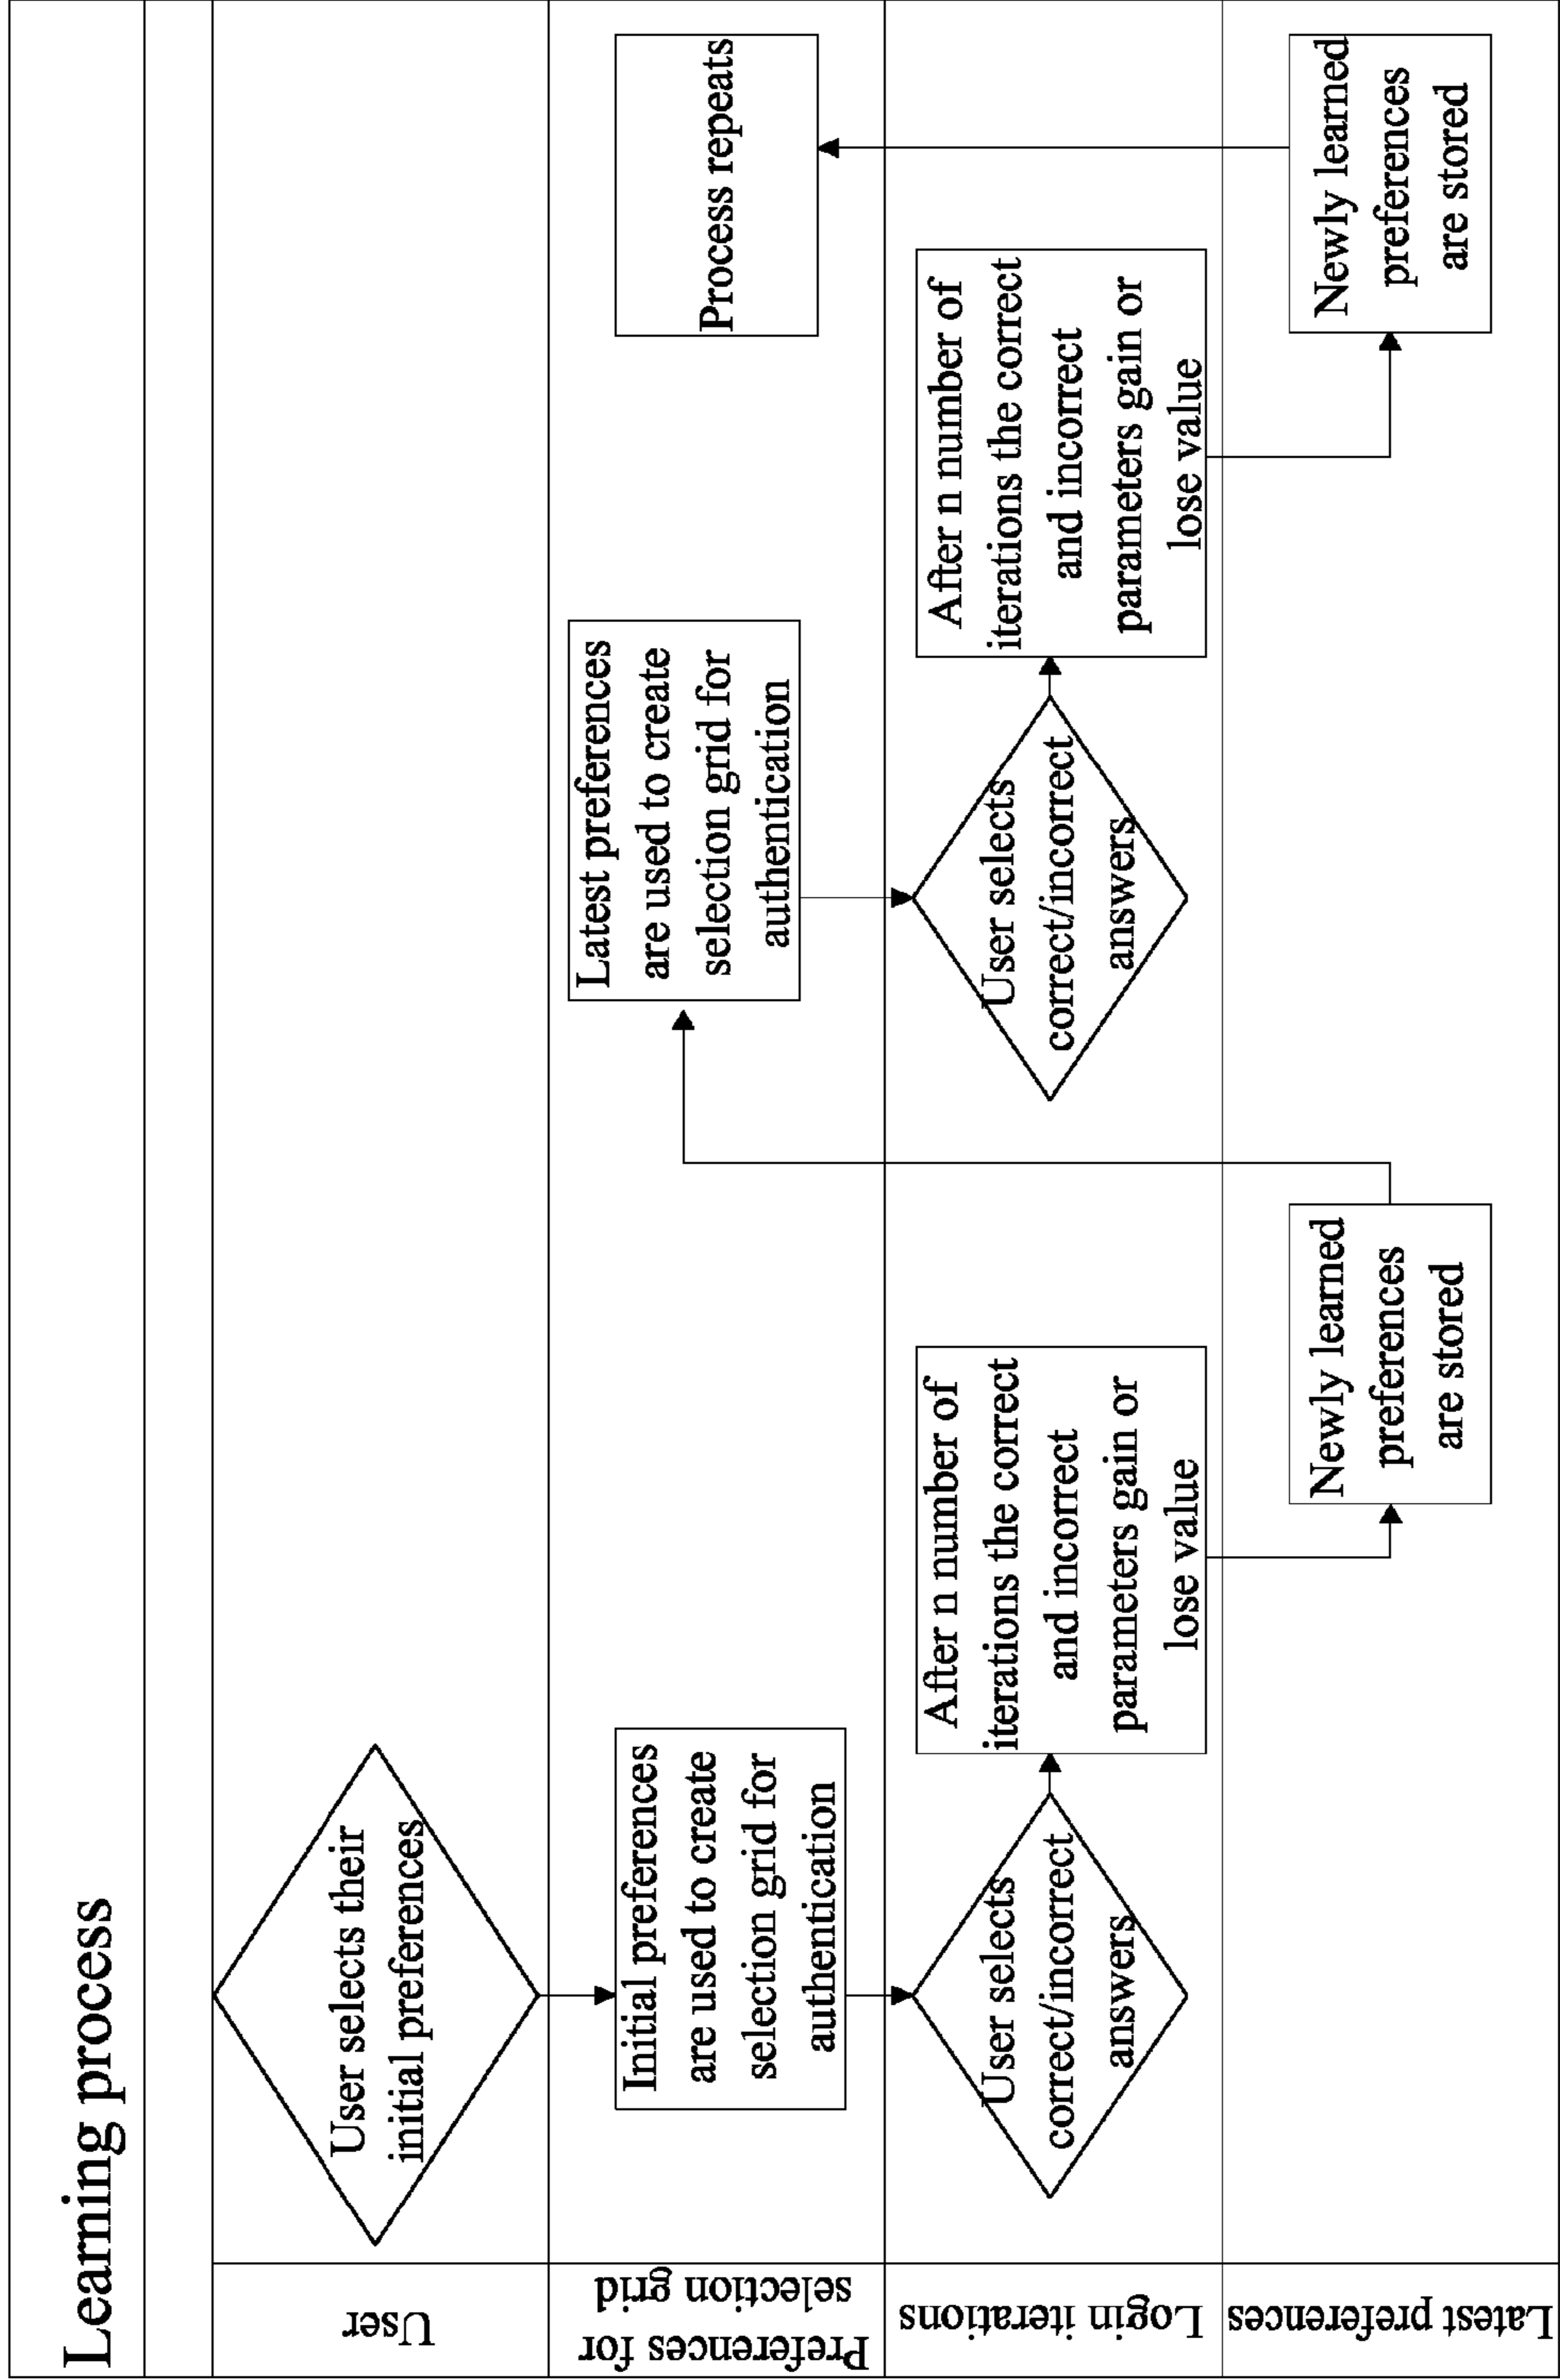 Learning process
User
User selects their
initial preferences
Preferences for
selection grid
Initial preferences
are used to create
selection grid for
authentication
Latest preferences
are used to create
selection grid for
authentication
Process repeats
Login iterations
User selects
correct/incorrect
answers
After n number of
iterations the correct
and incorrect
parameters gain or
lose value
User selects
correct/incorrect
answers
After n number of
iterations the correct
and incorrect
parameters gain or
lose value
Latest preferences
Newly learned
preferences
are stored
Newly learned
preferences
are stored